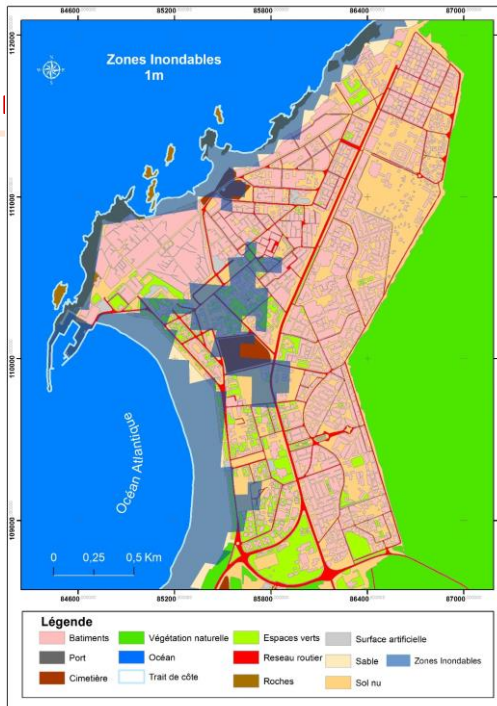 84600 85200 85800 86400 87000
112000
Zones Inondables
1m
111000
110000
Océan Atlantique
109000
0 0,25 0,5 Km
84600 85200 85800 86400 87000
Légende
Batiments Végétation naturelle Espaces verts Surface artificielle
Port Océan Reseau routier Sable Zones Inondables
Cimetière Trait de côte Roches Sol nu